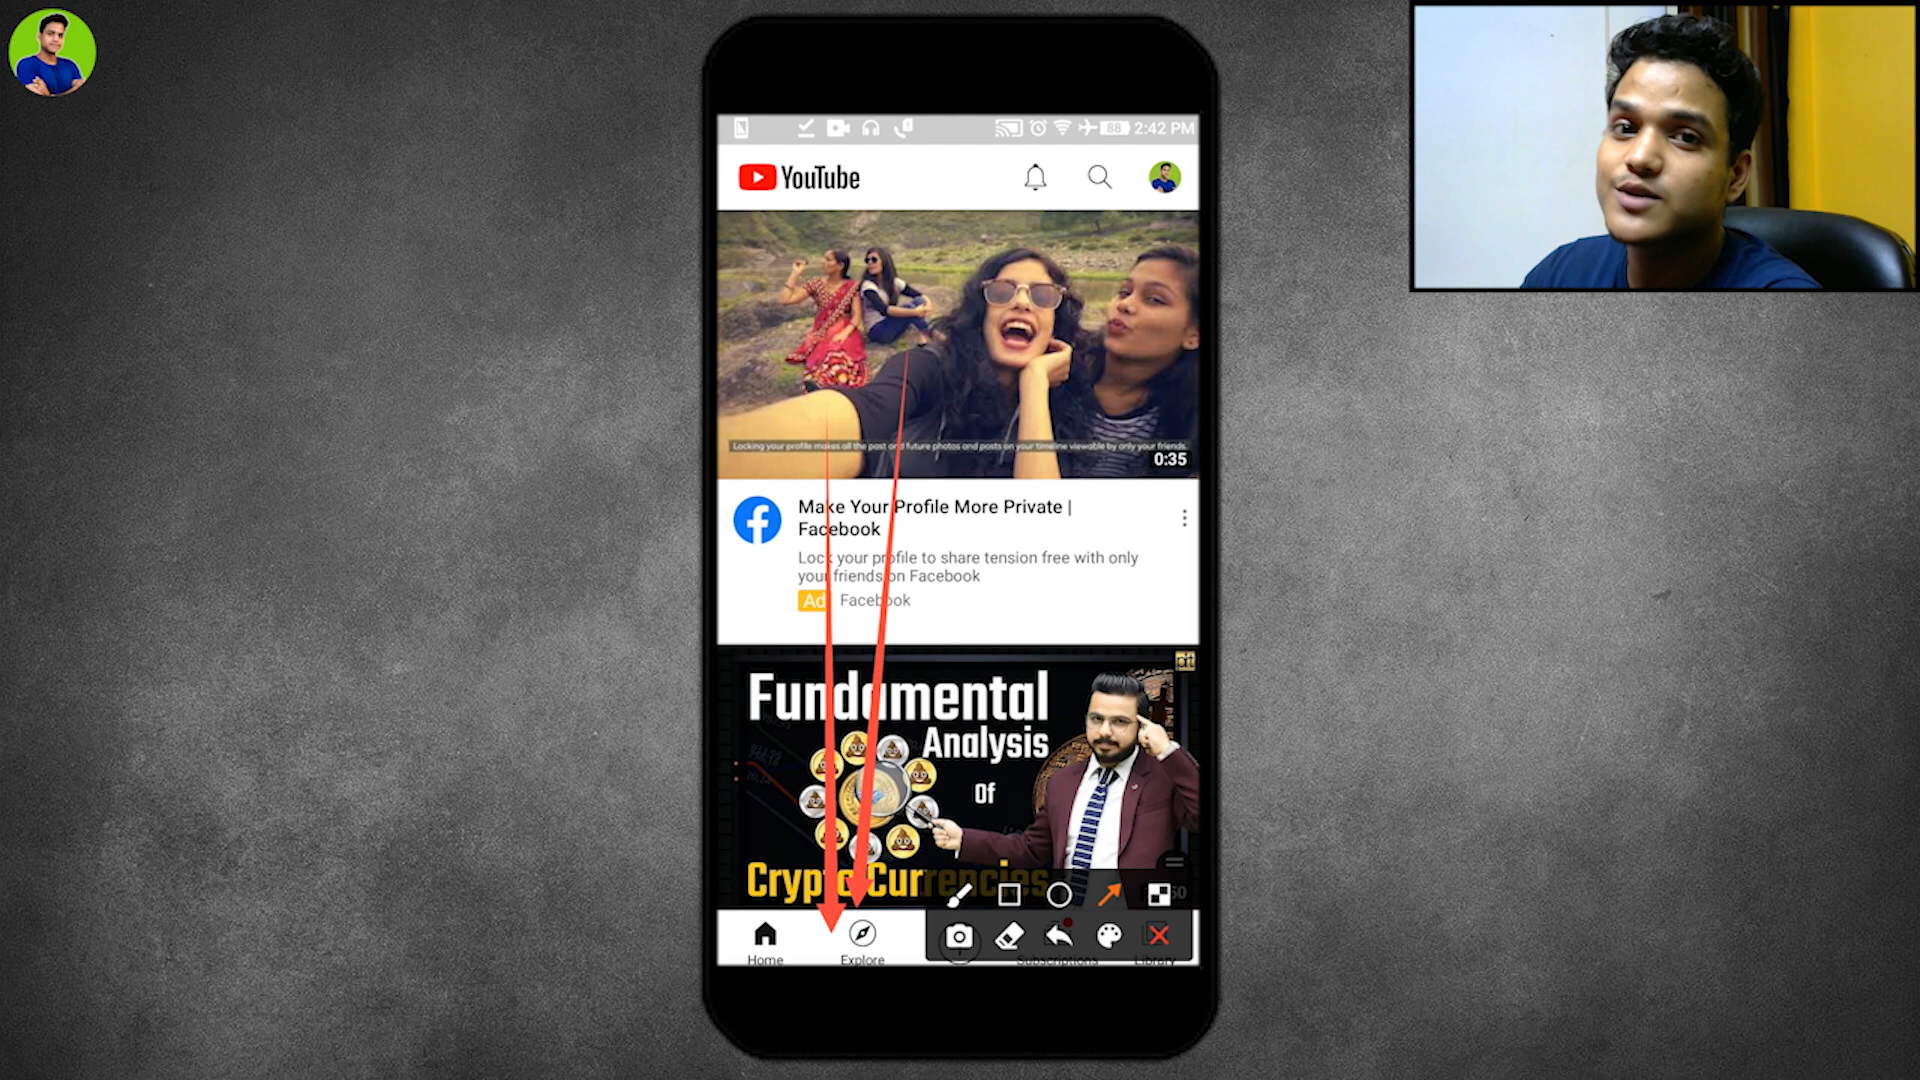 88 2:42 PM
YouTube
Locking your profile makes all the past and future photos and posts on your timeline viewable by only your friends.
0:35
Make Your Profile More Private |
Facebook
Lock your profile to share tension free with only
your friends on Facebook
Ad Facebook
Fundamental
Analysis
Of
Crypto Currencies
50
Home Explore Subscriptions Library